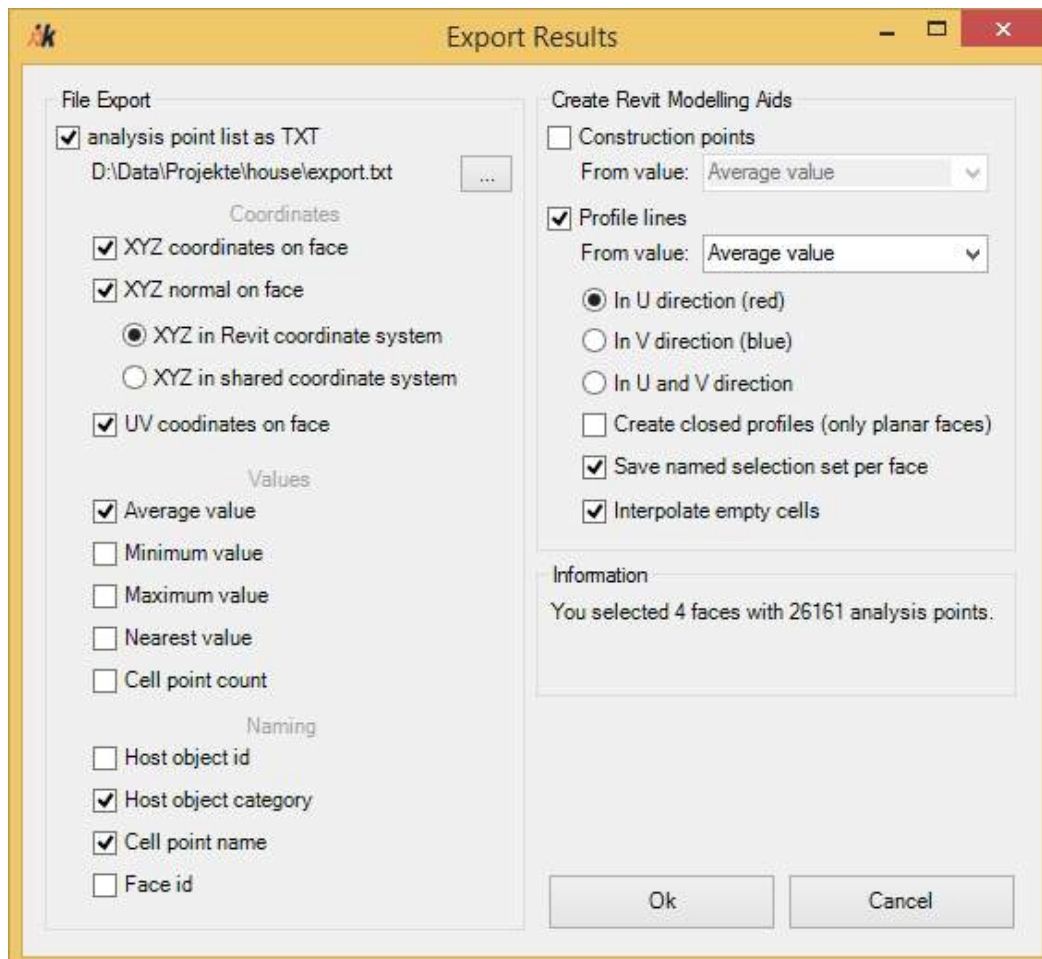 Export Results
File Export
analysis point list as TXT
D:\Data\Projekte\house\export.txt
...
Coordinates
XYZ coordinates on face
XYZ normal on face
XYZ in Revit coordinate system
XYZ in shared coordinate system
UV coodinates on face
Values
Average value
Minimum value
Maximum value
Nearest value
Cell point count
Naming
Host object id
Host object category
Cell point name
Face id
Create Revit Modelling Aids
Construction points
From value: Average value
Profile lines
From value: Average value
In U direction (red)
In V direction (blue)
In U and V direction
Create closed profiles (only planar faces)
Save named selection set per face
Interpolate empty cells
Information
You selected 4 faces with 26161 analysis points.
Ok
Cancel